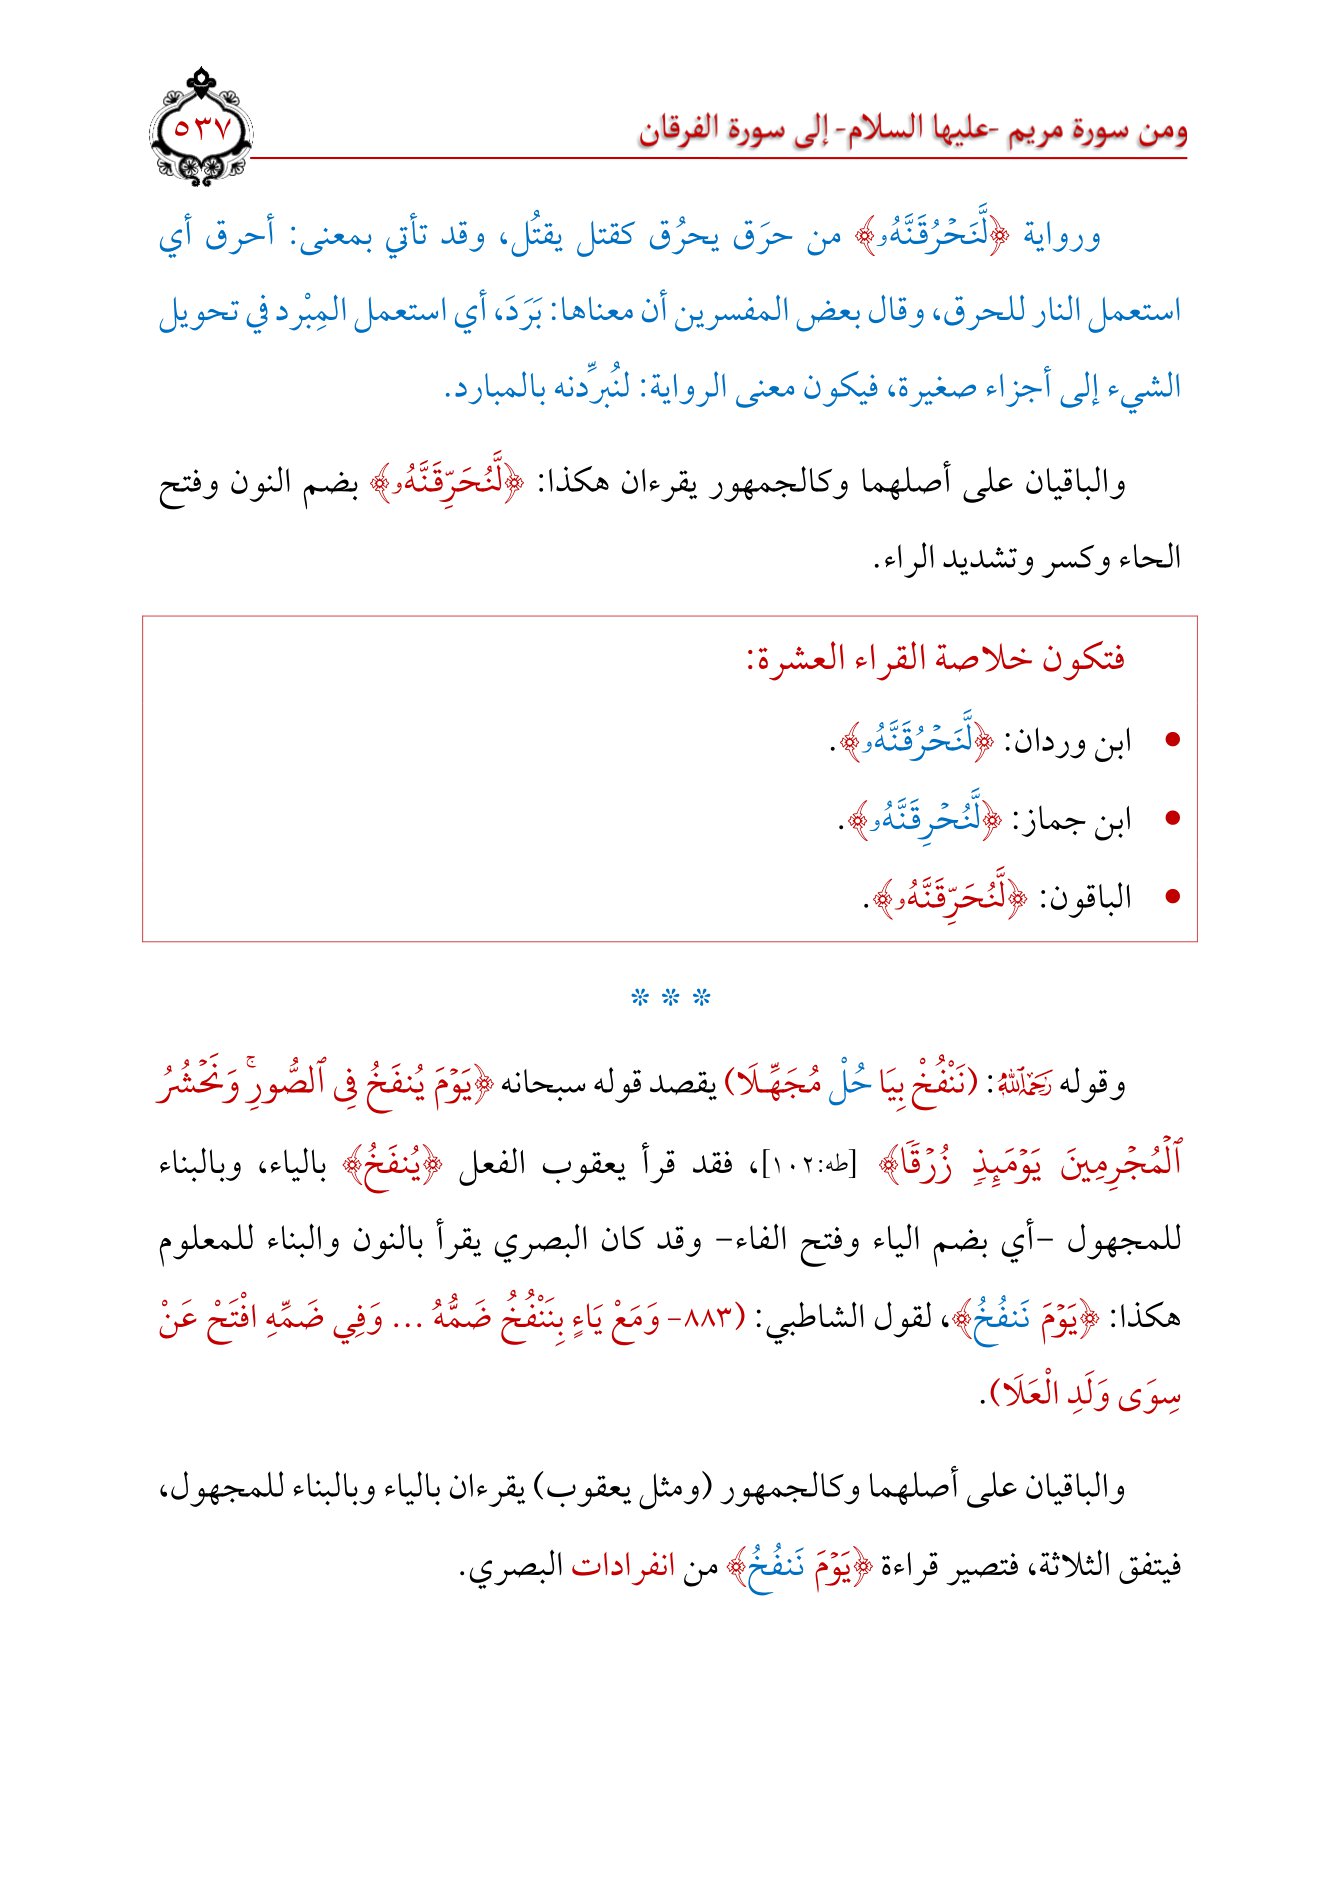 ومن سورة مريم -عليها السلام- إلى سورة الفرقان
٥٣٧
ورواية ﴿لَّنَحۡرُقَنَّهُۥ﴾ من حرَق يحرُق كقتل يقتُل، وقد تأتي بمعنى: أحرق أي
استعمل النار للحرق، وقال بعض المفسرين أن معناها: بَرَدَ، أي استعمل المِبْرد في تحويل
الشيء إلى أجزاء صغيرة، فيكون معنى الرواية: لنُبرِّدنه بالمبارد.
والباقيان على أصلهما وكالجمهور يقرءان هكذا: ﴿لَّنُحَرِّقَنَّهُۥ﴾ بضم النون وفتح
الحاء وكسر وتشديد الراء.
فتكون خلاصة القراء العشرة:
• ابن وردان: ﴿لَّنَحۡرُقَنَّهُۥ﴾.
• ابن جماز: ﴿لَّنُحۡرِقَنَّهُۥ﴾.
• الباقون: ﴿لَّنُحَرِّقَنَّهُۥ﴾.
* * *
وقوله رَحِمَهُ ٱللَّهُ: (نَنْفُخْ بِيَا حُلْ مُجَهِّـلَا) يقصد قوله سبحانه ﴿يَوۡمَ يُنفَخُ فِي ٱلصُّورِۚ وَنَحۡشُرُ
ٱلۡمُجۡرِمِينَ يَوۡمَئِذٖ زُرۡقٗا﴾ [طه:١٠٢]، فقد قرأ يعقوب الفعل ﴿يُنفَخُ﴾ بالياء، وبالبناء
للمجهول -أي بضم الياء وفتح الفاء- وقد كان البصري يقرأ بالنون والبناء للمعلوم
هكذا: ﴿يَوۡمَ نَنفُخُ﴾، لقول الشاطبي: (٨٨٣- وَمَعْ يَاءٍ بِنَنْفُخُ ضَمُّهُ ... وَفِي ضَمِّهِ افْتَحْ عَنْ
سِوَى وَلَدِ الْعَلَا).
والباقيان على أصلهما وكالجمهور (ومثل يعقوب) يقرءان بالياء وبالبناء للمجهول،
فيتفق الثلاثة، فتصير قراءة ﴿يَوۡمَ نَنفُخُ﴾ من انفرادات البصري.